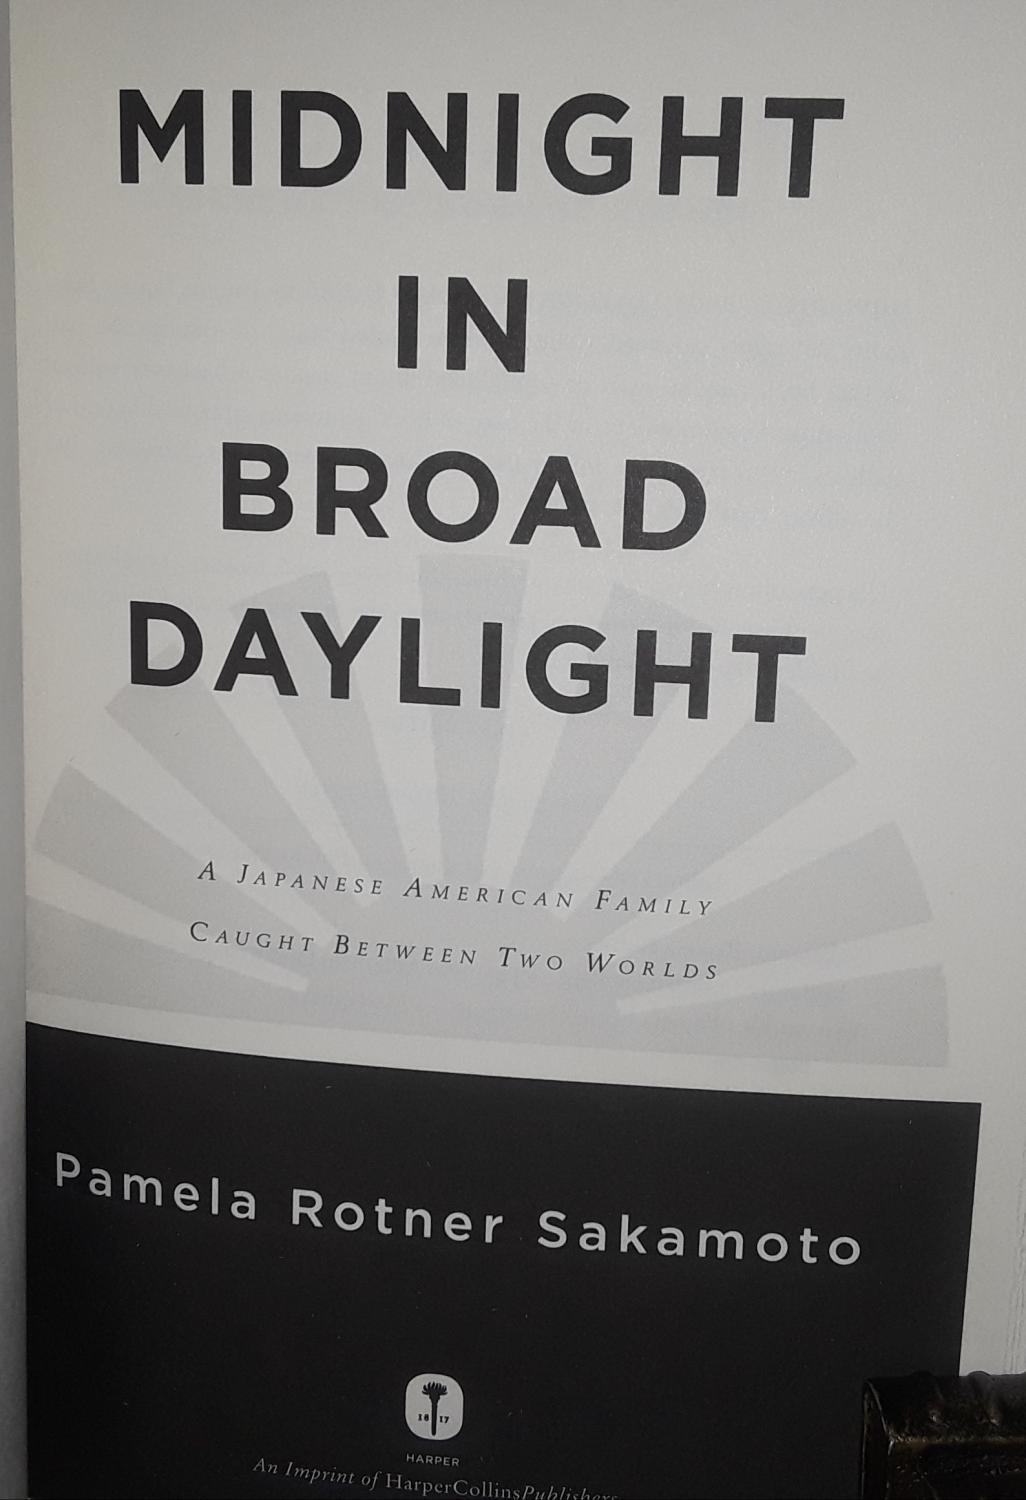 MIDNIGHT
IN
BROAD
DAYLIGHT
A JAPANESE AMERICAN FAMILY
CAUGHT BETWEEN TWO WORLDS
Pamela Rotner Sakamoto
18 17
HARPER
An Imprint of HarperCollinsPublishers